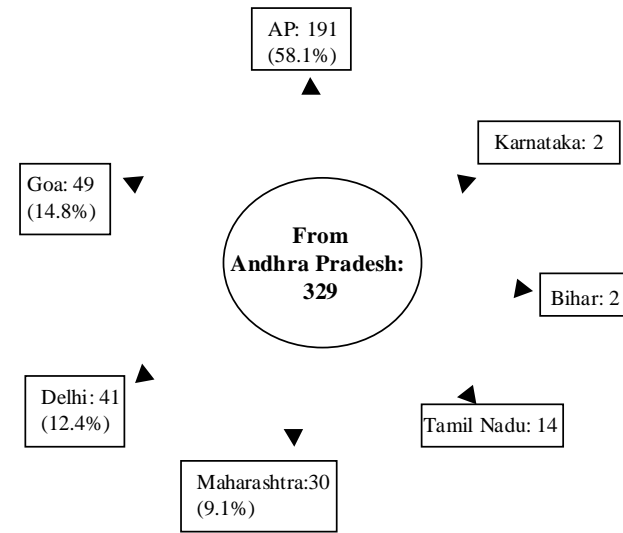 AP: 191
(58.1%)
Karnataka: 2
Goa: 49
(14.8%)
From
Andhra Pradesh:
329
Bihar: 2
Delhi: 41
(12.4%)
Tamil Nadu: 14
Maharashtra:30
(9.1%)